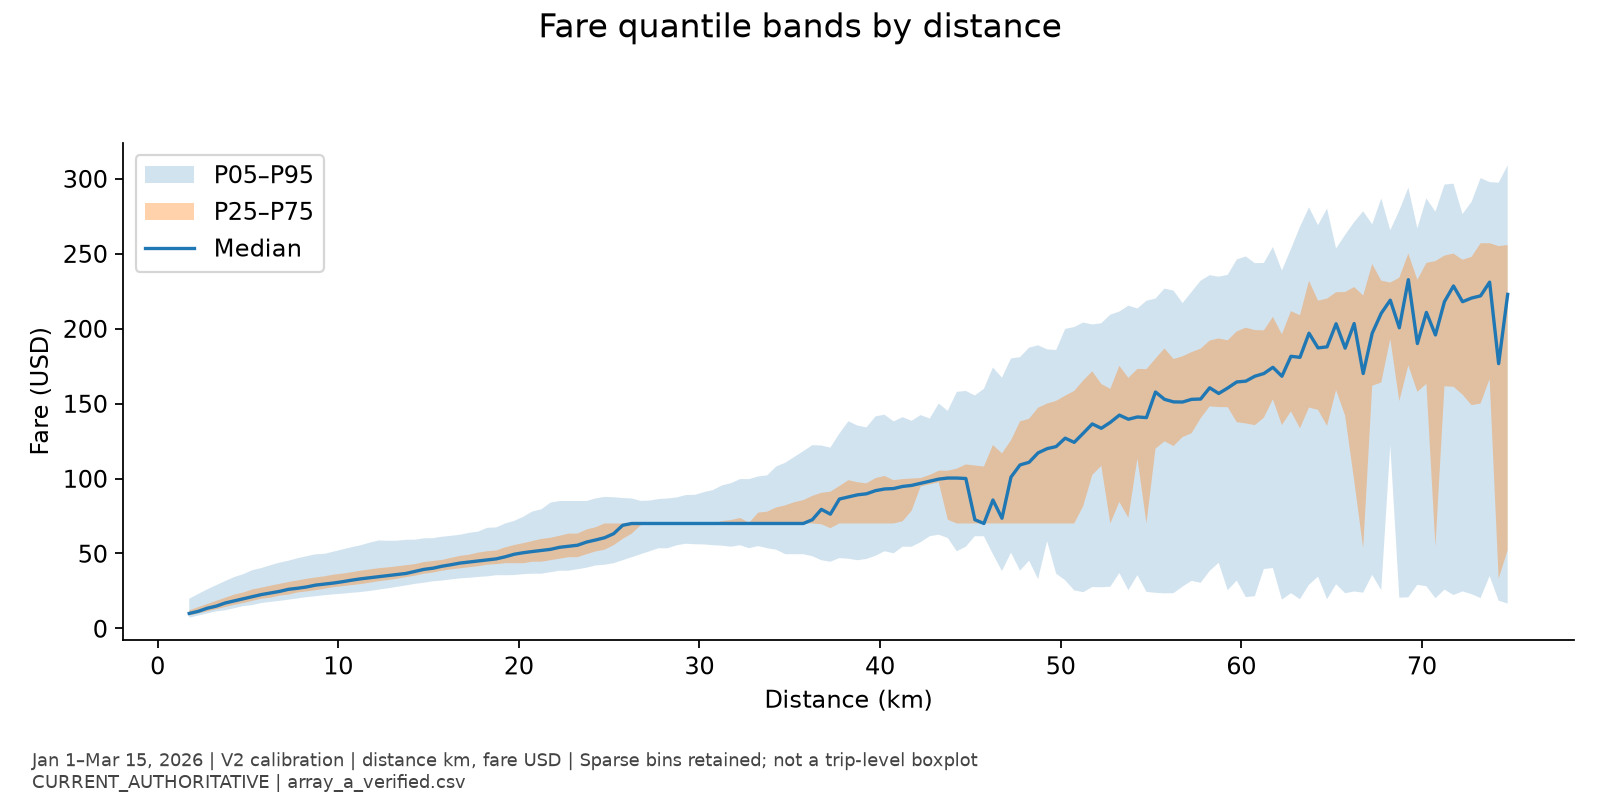 Fare quantile bands by distance
P05–P95
P25–P75
Median
300
250
200
150
100
50
0
Fare (USD)
0 10 20 30 40 50 60 70
Distance (km)
Jan 1–Mar 15, 2026 | V2 calibration | distance km, fare USD | Sparse bins retained; not a trip-level boxplot
CURRENT_AUTHORITATIVE | array_a_verified.csv